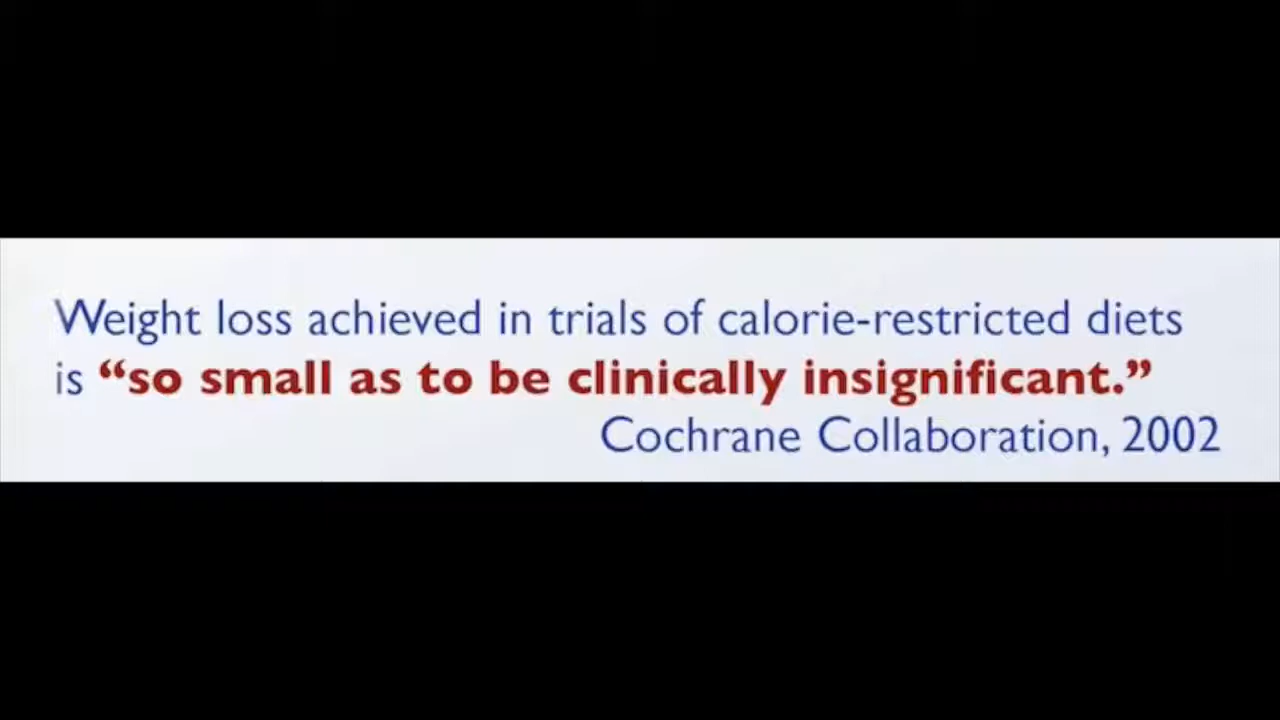 Weight loss achieved in trials of calorie-restricted diets
is “so small as to be clinically insignificant.”
Cochrane Collaboration, 2002